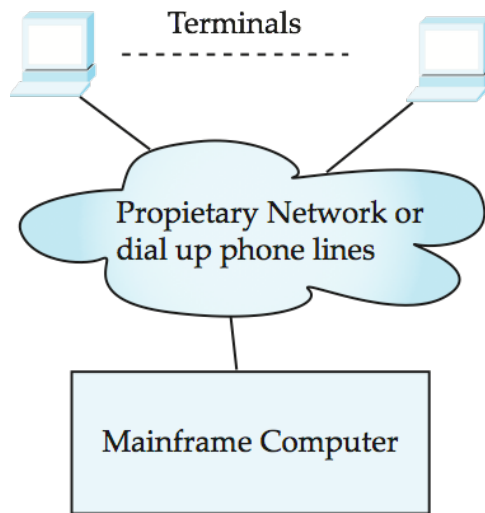 Terminals
Propietary Network or
dial up phone lines
Mainframe Computer